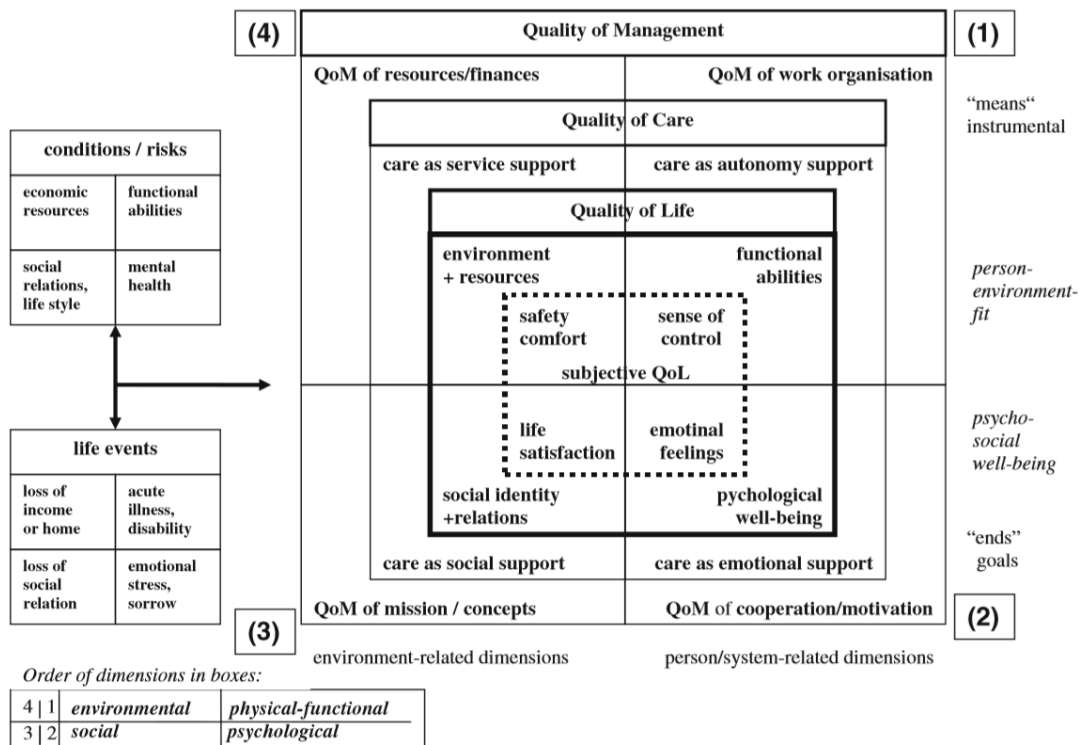 (4)
Quality of Management
(1)
QoM of resources/finances
QoM of work organisation
“means“
instrumental
Quality of Care
care as service support
care as autonomy support
conditions / risks
economic
resources
functional
abilities
social
relations,
life style
mental
health
Quality of Life
environment
+ resources
functional
abilities
person-
environment-
fit
safety
comfort
sense of
control
subjective QoL
life
satisfaction
emotinal
feelings
psycho-
social
well-being
social identity
+relations
pychological
well-being
life events
loss of
income
or home
acute
illness,
disability
loss of
social
relation
emotional
stress,
sorrow
care as social support
care as emotional support
“ends”
goals
QoM of mission / concepts
QoM of cooperation/motivation
(3)
(2)
environment-related dimensions
person/system-related dimensions
Order of dimensions in boxes:
4 | 1 environmental physical-functional
3 | 2 social psychological